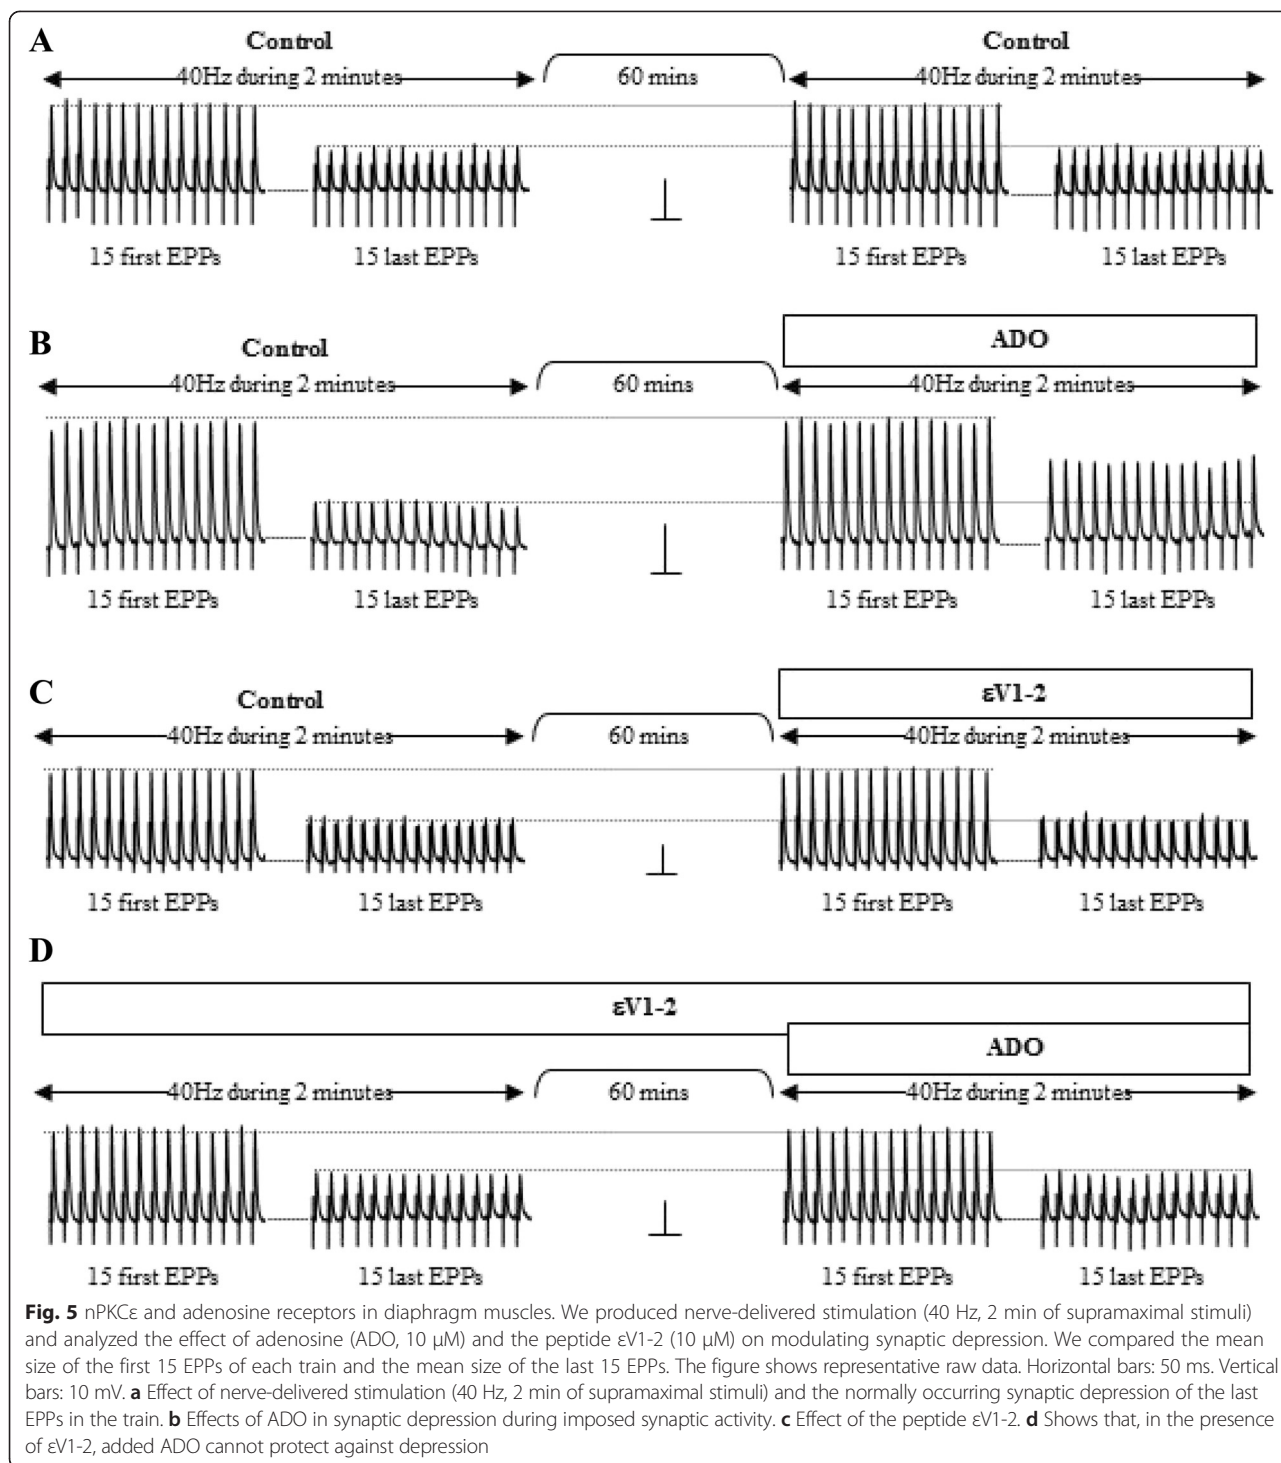 A
Control
Control
40Hz during 2 minutes
60 mins
40Hz during 2 minutes
15 first EPPs
15 last EPPs
15 first EPPs
15 last EPPs
B
Control
ADO
40Hz during 2 minutes
60 mins
40Hz during 2 minutes
15 first EPPs
15 last EPPs
15 first EPPs
15 last EPPs
C
Control
εV1-2
40Hz during 2 minutes
60 mins
40Hz during 2 minutes
15 first EPPs
15 last EPPs
15 first EPPs
15 last EPPs
D
εV1-2
ADO
40Hz during 2 minutes
60 mins
40Hz during 2 minutes
15 first EPPs
15 last EPPs
15 first EPPs
15 last EPPs
Fig. 5 nPKCε and adenosine receptors in diaphragm muscles. We produced nerve-delivered stimulation (40 Hz, 2 min of supramaximal stimuli)
and analyzed the effect of adenosine (ADO, 10 μM) and the peptide εV1-2 (10 μM) on modulating synaptic depression. We compared the mean
size of the first 15 EPPs of each train and the mean size of the last 15 EPPs. The figure shows representative raw data. Horizontal bars: 50 ms. Vertical
bars: 10 mV. a Effect of nerve-delivered stimulation (40 Hz, 2 min of supramaximal stimuli) and the normally occurring synaptic depression of the last
EPPs in the train. b Effects of ADO in synaptic depression during imposed synaptic activity. c Effect of the peptide εV1-2. d Shows that, in the presence
of εV1-2, added ADO cannot protect against depression